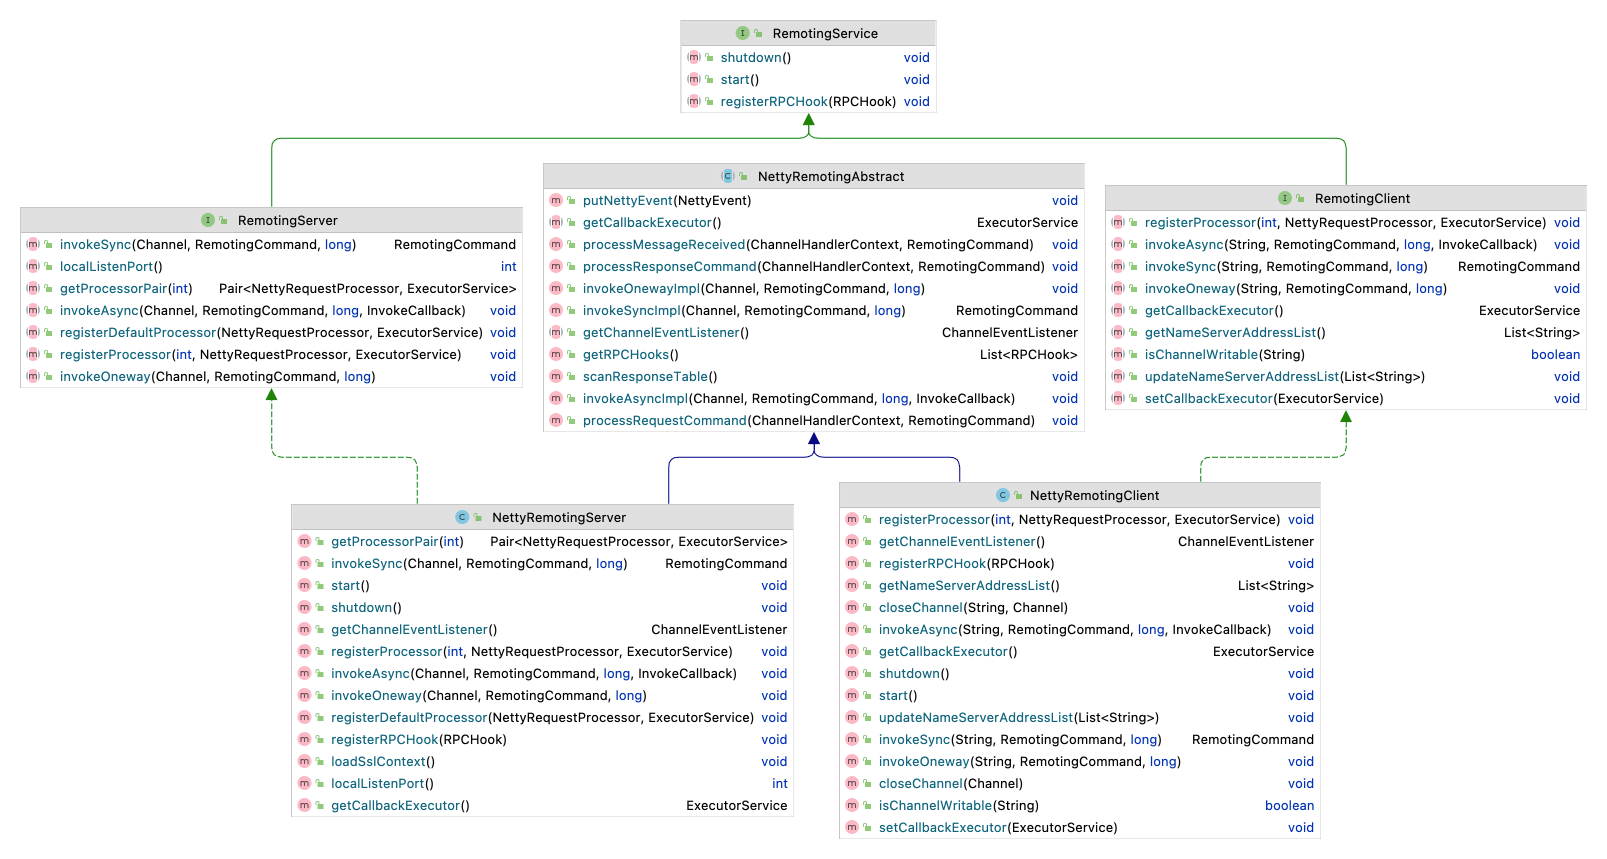 RemotingService
shutdown() void
start() void
registerRPCHook(RPCHook) void
RemotingServer
invokeSync(Channel, RemotingCommand, long) RemotingCommand
localListenPort() int
getProcessorPair(int) Pair<NettyRequestProcessor, ExecutorService>
invokeAsync(Channel, RemotingCommand, long, InvokeCallback) void
registerDefaultProcessor(NettyRequestProcessor, ExecutorService) void
registerProcessor(int, NettyRequestProcessor, ExecutorService) void
invokeOneway(Channel, RemotingCommand, long) void
NettyRemotingAbstract
putNettyEvent(NettyEvent) void
getCallbackExecutor() ExecutorService
processMessageReceived(ChannelHandlerContext, RemotingCommand) void
processResponseCommand(ChannelHandlerContext, RemotingCommand) void
invokeOnewayImpl(Channel, RemotingCommand, long) void
invokeSyncImpl(Channel, RemotingCommand, long) RemotingCommand
getChannelEventListener() ChannelEventListener
getRPCHooks() List<RPCHook>
scanResponseTable() void
invokeAsyncImpl(Channel, RemotingCommand, long, InvokeCallback) void
processRequestCommand(ChannelHandlerContext, RemotingCommand) void
RemotingClient
registerProcessor(int, NettyRequestProcessor, ExecutorService) void
invokeAsync(String, RemotingCommand, long, InvokeCallback) void
invokeSync(String, RemotingCommand, long) RemotingCommand
invokeOneway(String, RemotingCommand, long) void
getCallbackExecutor() ExecutorService
getNameServerAddressList() List<String>
isChannelWritable(String) boolean
updateNameServerAddressList(List<String>) void
setCallbackExecutor(ExecutorService) void
NettyRemotingServer
getProcessorPair(int) Pair<NettyRequestProcessor, ExecutorService>
invokeSync(Channel, RemotingCommand, long) RemotingCommand
start() void
shutdown() void
getChannelEventListener() ChannelEventListener
registerProcessor(int, NettyRequestProcessor, ExecutorService) void
invokeAsync(Channel, RemotingCommand, long, InvokeCallback) void
invokeOneway(Channel, RemotingCommand, long) void
registerDefaultProcessor(NettyRequestProcessor, ExecutorService) void
registerRPCHook(RPCHook) void
loadSslContext() void
localListenPort() int
getCallbackExecutor() ExecutorService
NettyRemotingClient
registerProcessor(int, NettyRequestProcessor, ExecutorService) void
getChannelEventListener() ChannelEventListener
registerRPCHook(RPCHook) void
getNameServerAddressList() List<String>
closeChannel(String, Channel) void
invokeAsync(String, RemotingCommand, long, InvokeCallback) void
getCallbackExecutor() ExecutorService
shutdown() void
start() void
updateNameServerAddressList(List<String>) void
invokeSync(String, RemotingCommand, long) RemotingCommand
invokeOneway(String, RemotingCommand, long) void
closeChannel(Channel) void
isChannelWritable(String) boolean
setCallbackExecutor(ExecutorService) void